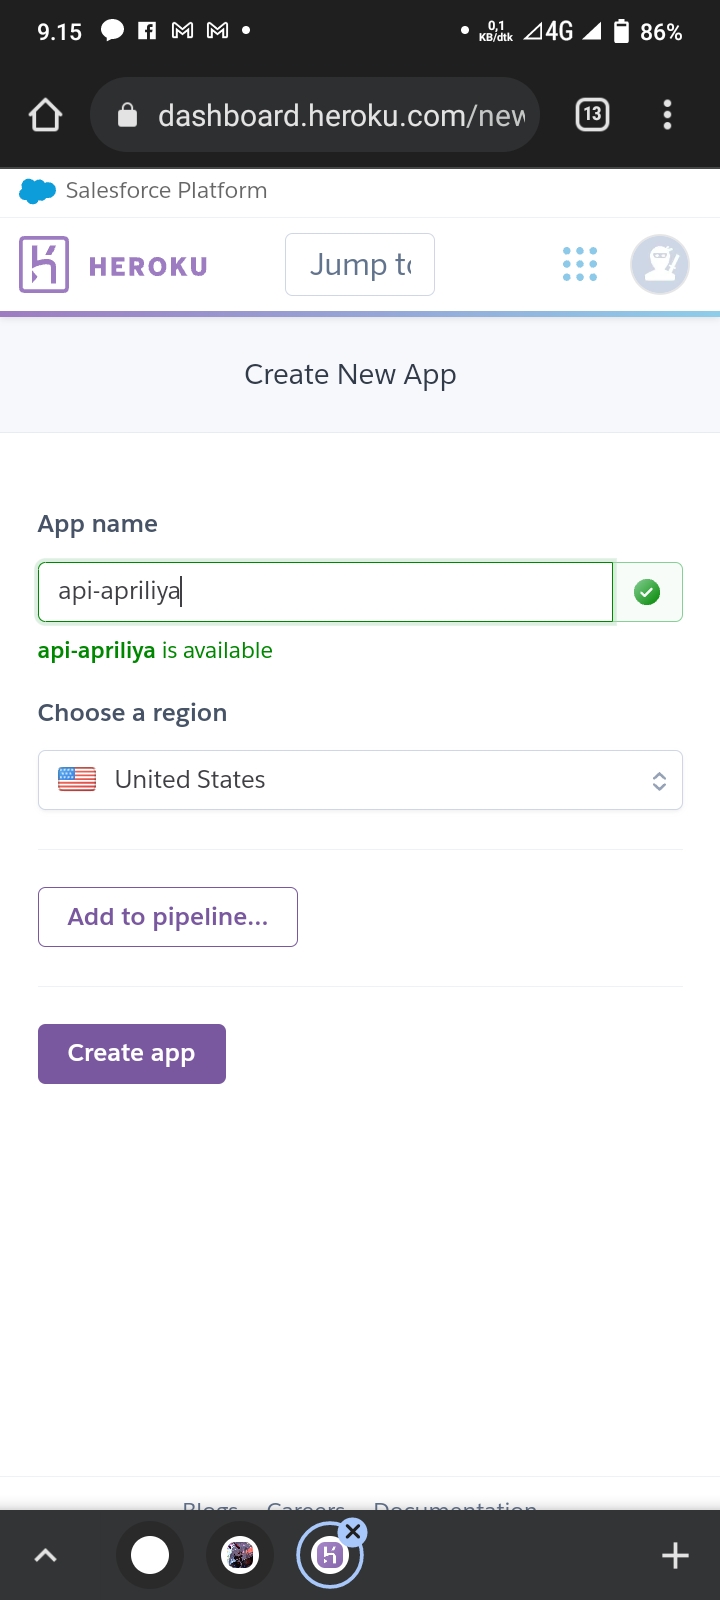 9.15
0,1 KB/dtk 4G 86%
dashboard.heroku.com/new
13
Salesforce Platform
HEROKU
Jump to
Create New App
App name
api-apriliya
api-apriliya is available
Choose a region
United States
Add to pipeline...
Create app
Blogs Careers Documentation